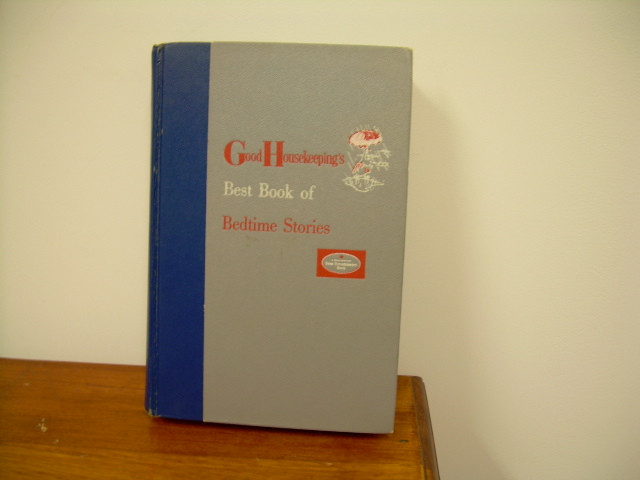 Good Housekeeping's
Best Book of
Bedtime Stories